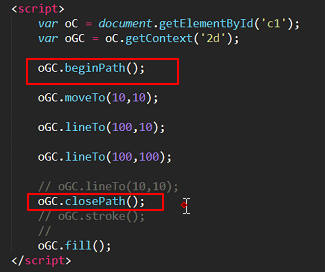 <script>
var oC = document.getElementById('c1');
var oGC = oC.getContext('2d');
oGC.beginPath();
oGC.moveTo(10,10);
oGC.lineTo(100,10);
oGC.lineTo(100,100);
// oGC.lineTo(10,10);
oGC.closePath();
// oGC.stroke();
//
oGC.fill();
</script>